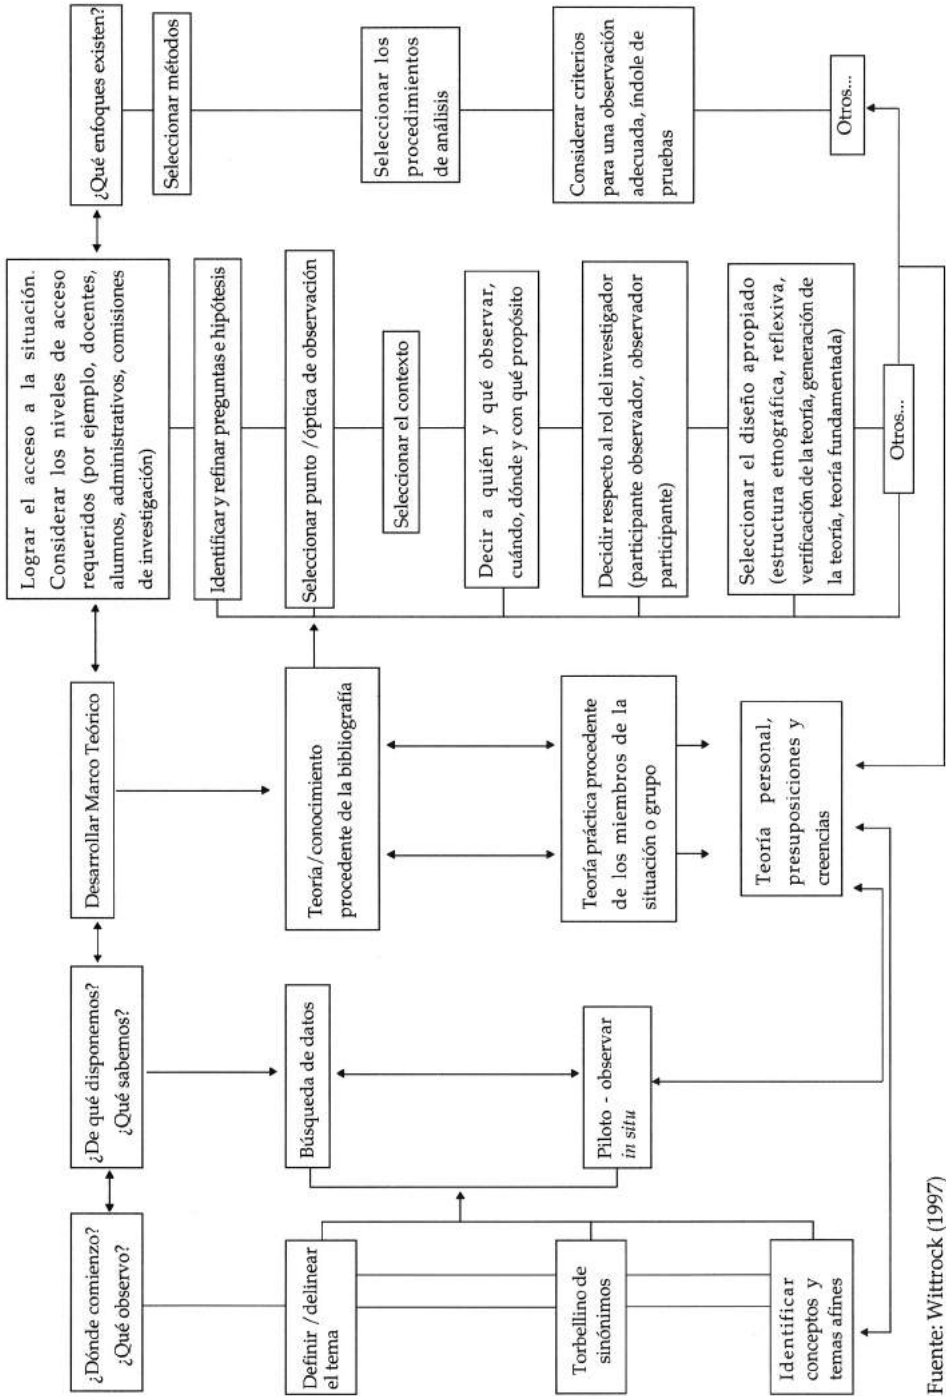 ¿Dónde comienzo?
¿Qué observo?
Definir / delinear
el tema
Torbellino de
sinónimos
Identificar
conceptos y
temas afines
¿De qué disponemos?
¿Qué sabemos?
Búsqueda de datos
Piloto - observar
in situ
Desarrollar Marco Teórico
Teoría/conocimiento
procedente de la bibliografía
Teoría práctica procedente
de los miembros de la
situación o grupo
Teoría personal,
presuposiciones y
creencias
Lograr el acceso a la situación.
Considerar los niveles de acceso
requeridos (por ejemplo, docentes,
alumnos, administrativos, comisiones
de investigación)
Identificar y refinar preguntas e hipótesis
Seleccionar punto /óptica de observación
Seleccionar el contexto
Decir a quién y qué observar,
cuándo, dónde y con qué propósito
Decidir respecto al rol del investigador
(participante observador, observador
participante)
Seleccionar el diseño apropiado
(estructura etnográfica, reflexiva,
verificación de la teoría, generación de
la teoría, teoría fundamentada)
Otros...
¿Qué enfoques existen?
Seleccionar métodos
Seleccionar los
procedimientos
de análisis
Considerar criterios
para una observación
adecuada, índole de
pruebas
Otros...
Fuente: Wittrock (1997)